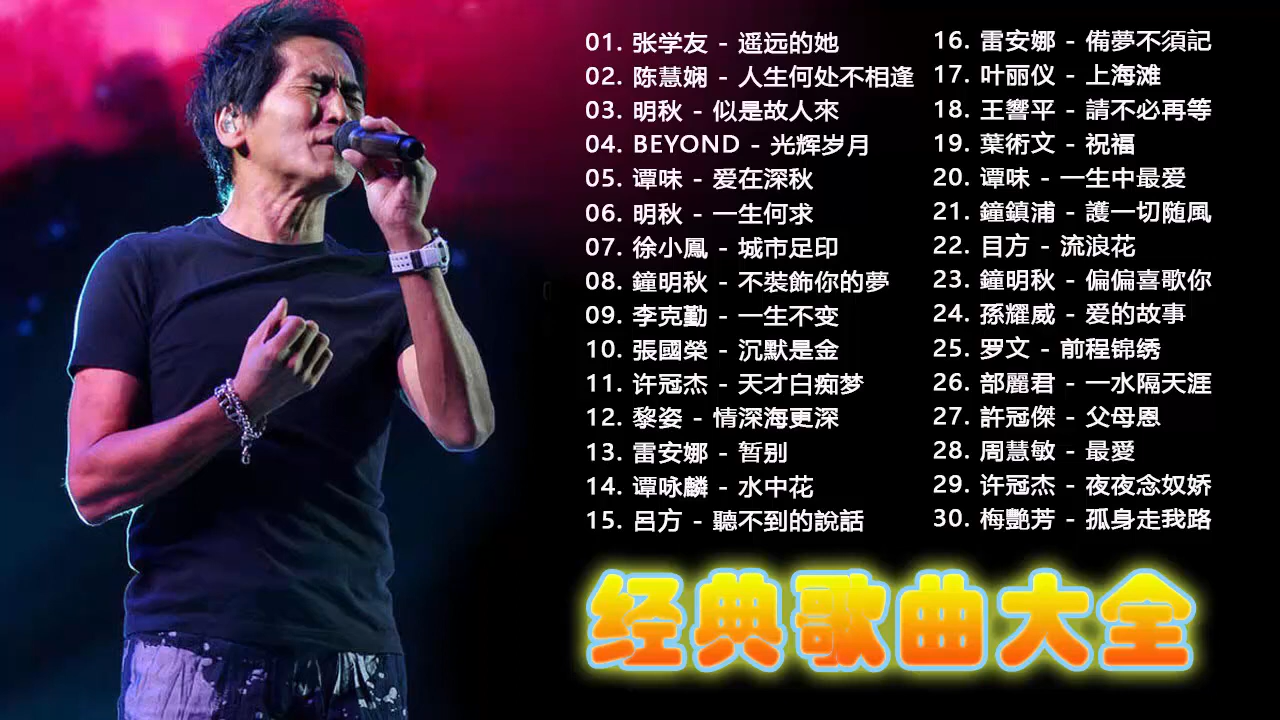 01. 张学友 - 遥远的她
02. 陈慧娴 - 人生何处不相逢
03. 明秋 - 似是故人來
04. BEYOND - 光辉岁月
05. 谭味 - 爱在深秋
06. 明秋 - 一生何求
07. 徐小鳳 - 城市足印
08. 鐘明秋 - 不裝飾你的夢
09. 李克勤 - 一生不变
10. 張國榮 - 沉默是金
11. 许冠杰 - 天才白痴梦
12. 黎姿 - 情深海更深
13. 雷安娜 - 暂别
14. 谭咏麟 - 水中花
15. 呂方 - 聽不到的說話
16. 雷安娜 - 備夢不須記
17. 叶丽仪 - 上海滩
18. 王響平 - 請不必再等
19. 葉術文 - 祝福
20. 谭味 - 一生中最爱
21. 鐘鎮浦 - 護一切随風
22. 目方 - 流浪花
23. 鐘明秋 - 偏偏喜歌你
24. 孫耀威 - 爱的故事
25. 罗文 - 前程锦绣
26. 部麗君 - 一水隔天涯
27. 許冠傑 - 父母恩
28. 周慧敏 - 最愛
29. 许冠杰 - 夜夜念奴娇
30. 梅艷芳 - 孤身走我路
经典歌曲大全